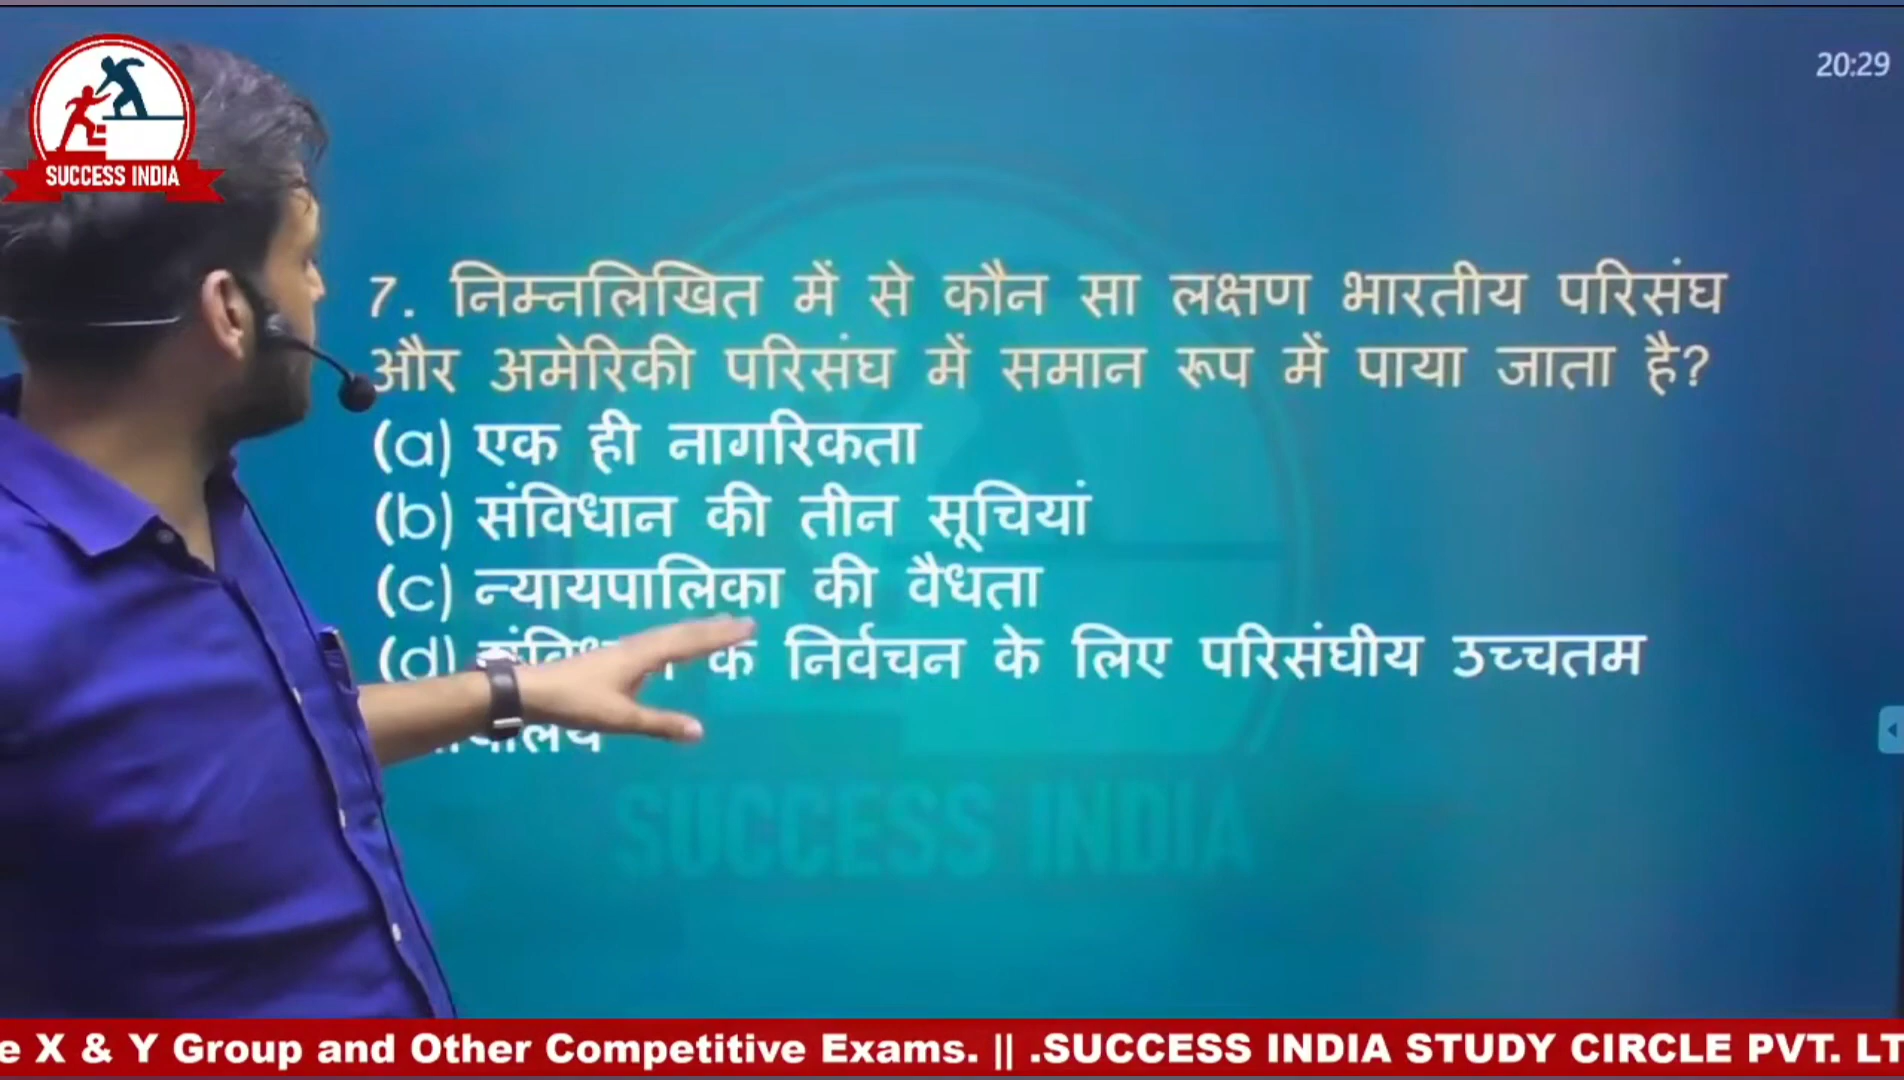 SUCCESS INDIA
20:29
7. निम्नलिखित में से कौन सा लक्षण भारतीय परिसंघ
और अमेरिकी परिसंघ में समान रूप में पाया जाता है?
(a) एक ही नागरिकता
(b) संविधान की तीन सूचियां
(c) न्यायपालिका की वैधता
(d) के निर्वचन के लिए परिसंघीय उच्चतम
SUCCESS INDIA
e X & Y Group and Other Competitive Exams. || .SUCCESS INDIA STUDY CIRCLE PVT. LT